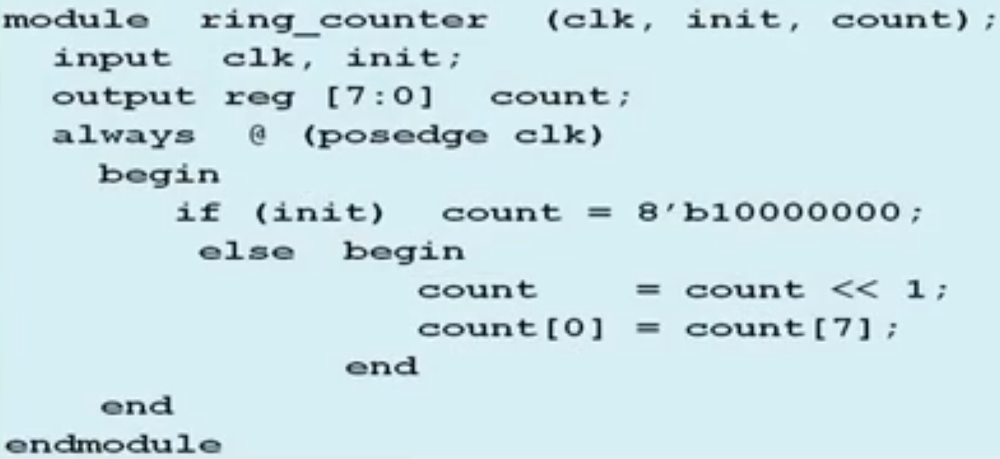 module ring_counter (clk, init, count);
input clk, init;
output reg [7:0] count;
always @ (posedge clk)
begin
if (init) count = 8'b10000000;
else begin
count = count << 1;
count[0] = count[7];
end
end
endmodule